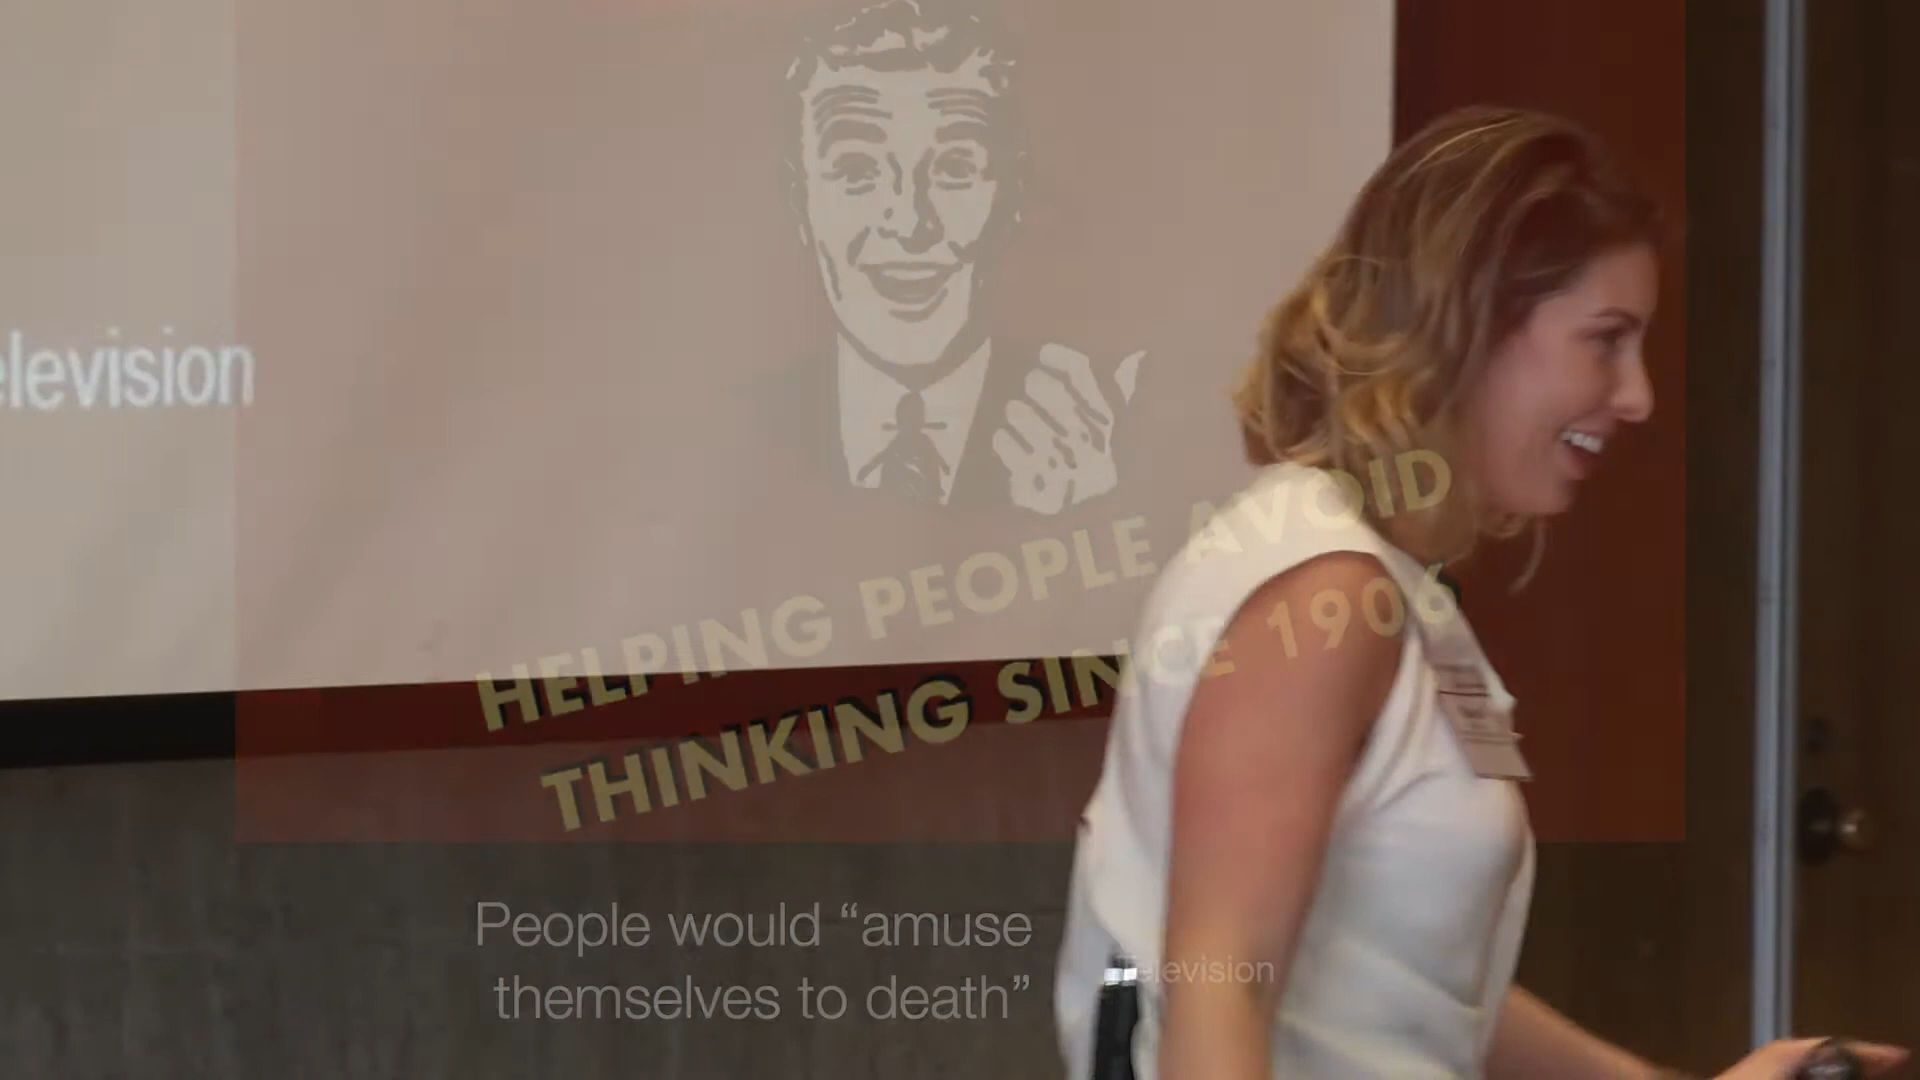 elevision
HELPING PEOPLE AVOID
THINKING SINCE 1906
People would “amuse
themselves to death”
elevision